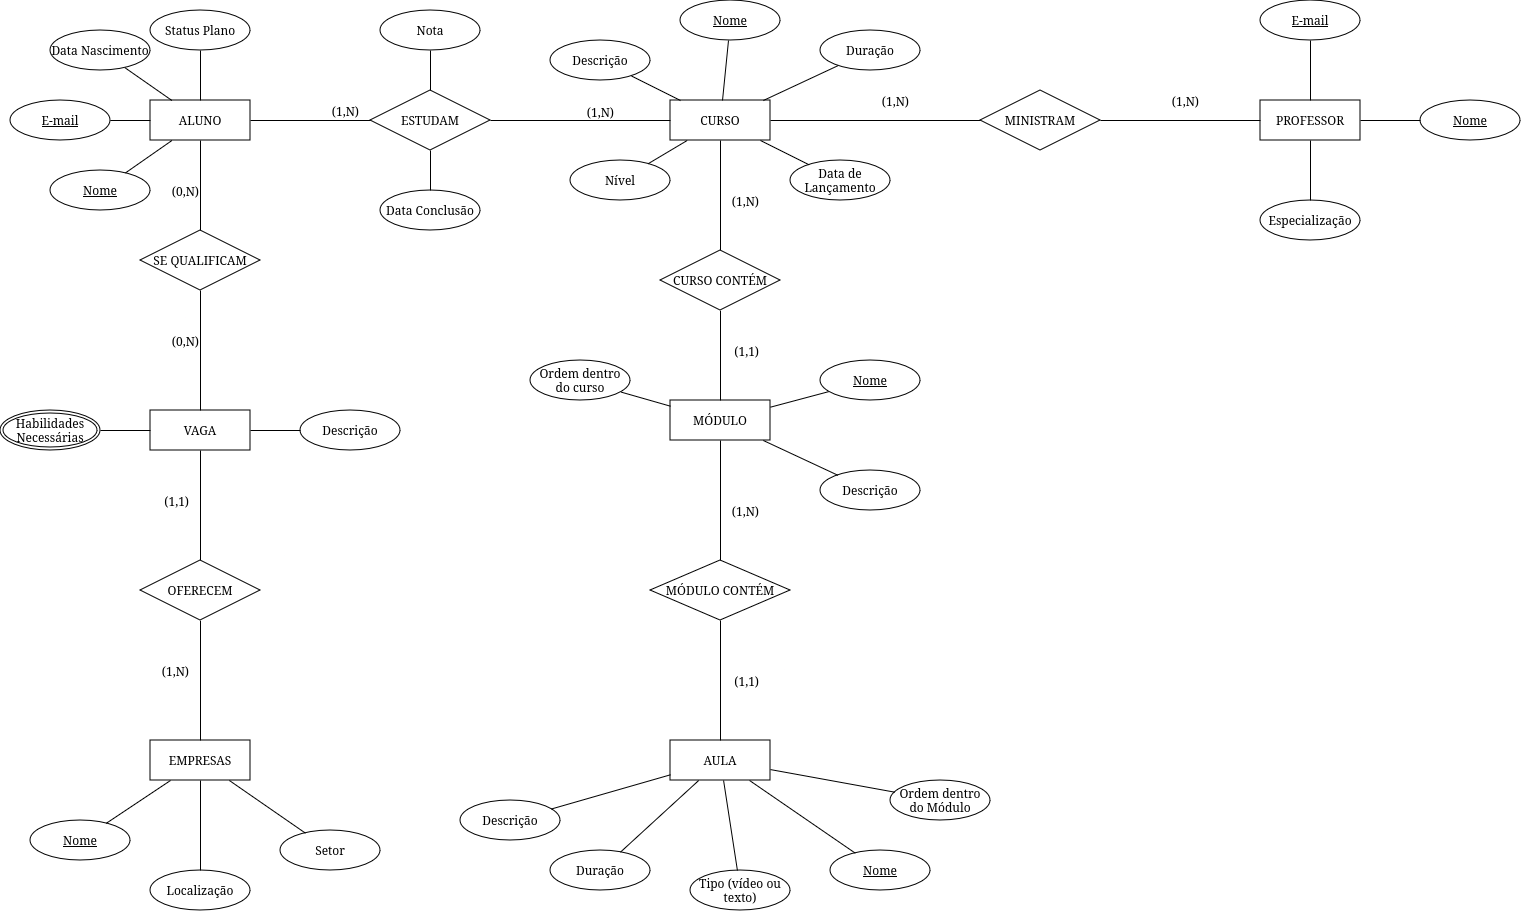 Nome
E-mail
Status Plano
Nota
Data Nascimento
Descrição
Duração
(1,N)
(1,N)
(1,N)
(1,N)
E-mail
ALUNO
ESTUDAM
CURSO
MINISTRAM
PROFESSOR
Nome
Nome
(0,N)
Nível
Data de
Lançamento
Data Conclusão
(1,N)
Especialização
SE QUALIFICAM
CURSO CONTÉM
(0,N)
(1,1)
Ordem dentro
do curso
Nome
Habilidades
Necessárias
VAGA
Descrição
MÓDULO
Descrição
(1,1)
(1,N)
OFERECEM
MÓDULO CONTÉM
(1,N)
(1,1)
EMPRESAS
AULA
Ordem dentro
do Módulo
Descrição
Nome
Setor
Duração
Nome
Localização
Tipo (vídeo ou
texto)